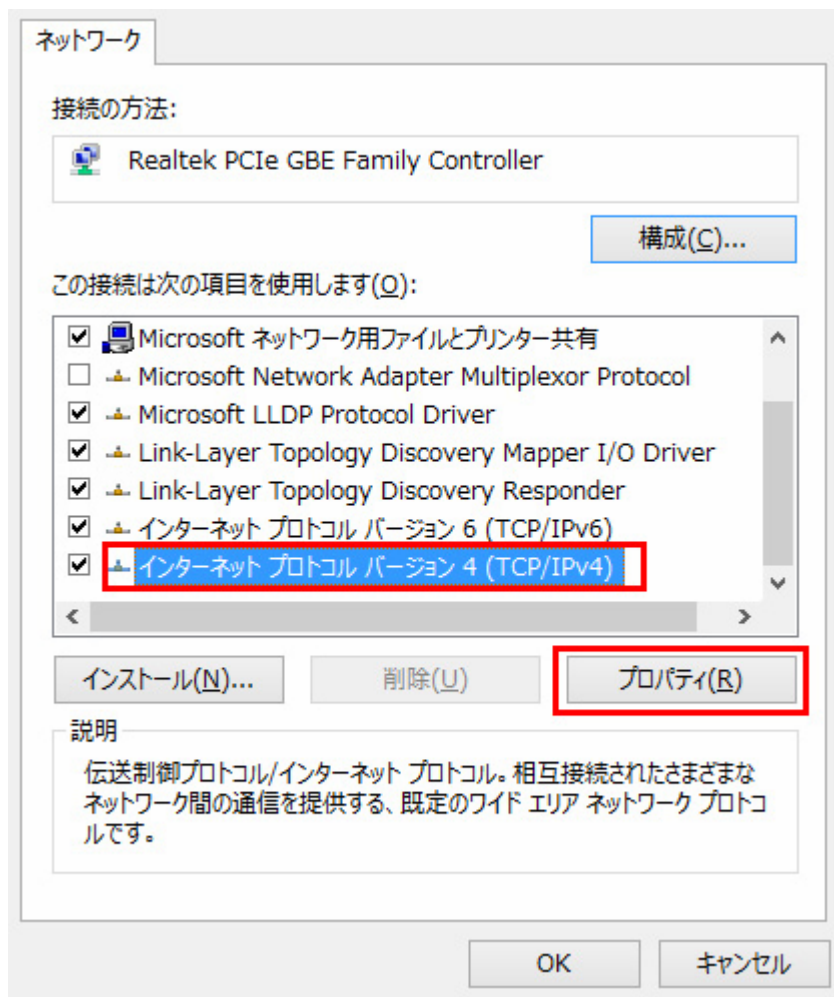 ネットワーク
接続の方法:
Realtek PCIe GBE Family Controller
構成(C)...
この接続は次の項目を使用します(O):
Microsoft ネットワーク用ファイルとプリンター共有
Microsoft Network Adapter Multiplexor Protocol
Microsoft LLDP Protocol Driver
Link-Layer Topology Discovery Mapper I/O Driver
Link-Layer Topology Discovery Responder
インターネット プロトコル バージョン 6 (TCP/IPv6)
インターネット プロトコル バージョン 4 (TCP/IPv4)
インストール(N)... 削除(U) プロパティ(R)
説明
伝送制御プロトコル/インターネット プロトコル。相互接続されたさまざまな
ネットワーク間の通信を提供する、既定のワイド エリア ネットワーク プロトコ
ルです。
OK キャンセル